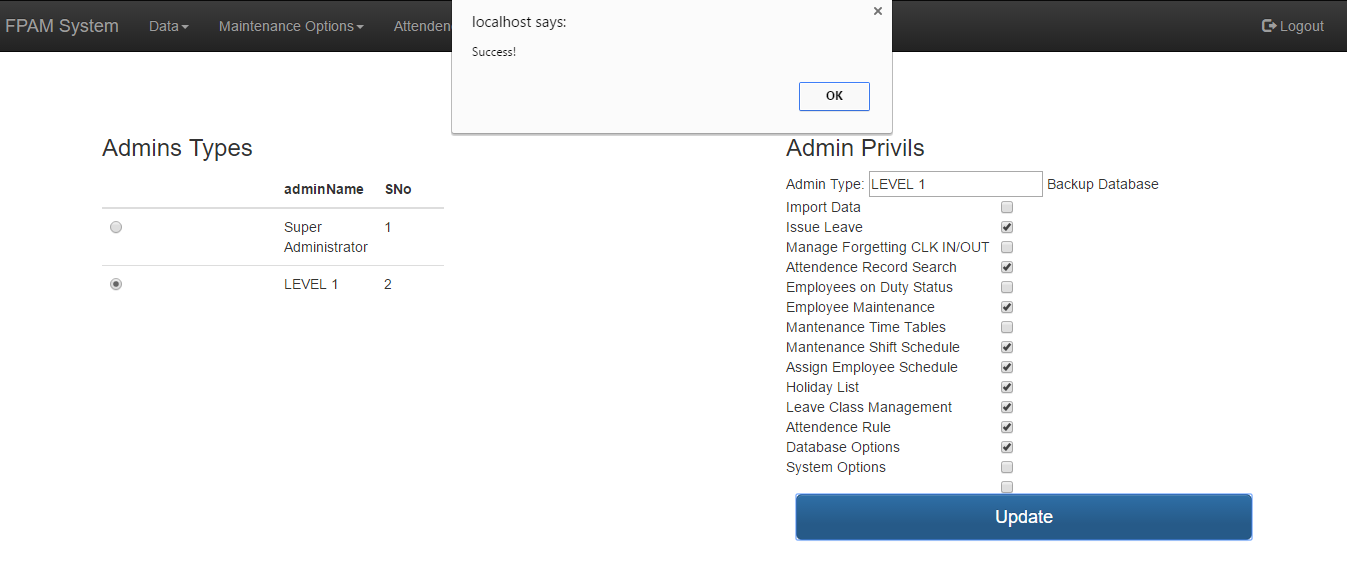 FPAM System Data Maintenance Options Attenden Logout
localhost says:
Success!
OK
Admins Types
adminName SNo
Super Administrator 1
LEVEL 1 2
Admin Privils
Admin Type: LEVEL 1 Backup Database
Import Data
Issue Leave
Manage Forgetting CLK IN/OUT
Attendence Record Search
Employees on Duty Status
Employee Maintenance
Mantenance Time Tables
Mantenance Shift Schedule
Assign Employee Schedule
Holiday List
Leave Class Management
Attendence Rule
Database Options
System Options
Update